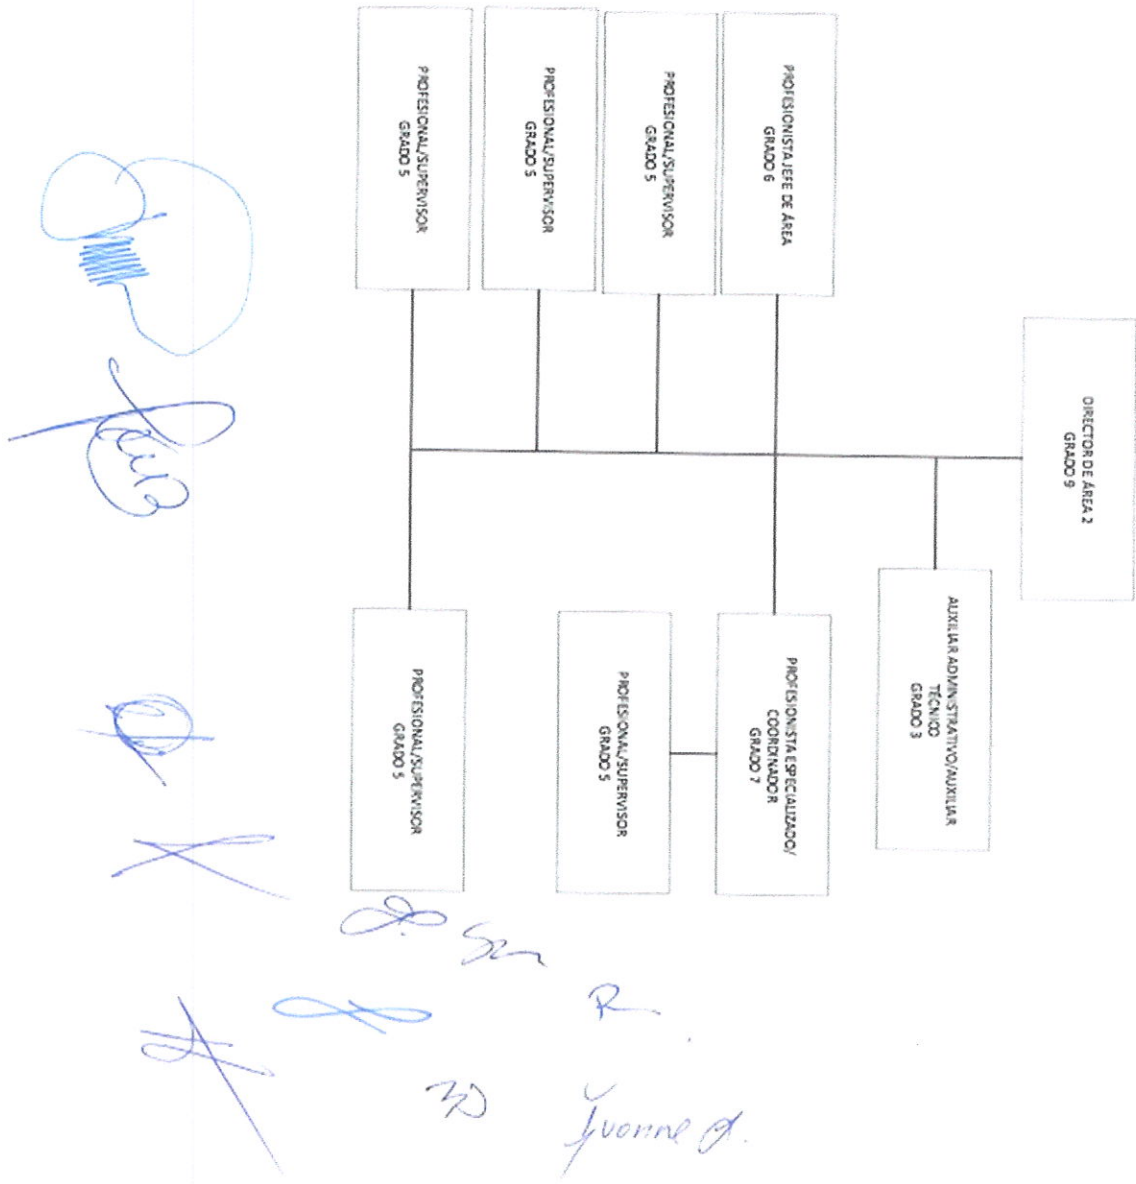 DIRECTOR DE ÁREA 2
GRADO 9
AUXILIAR ADMINISTRATIVO/AUXILIAR
TÉCNICO
GRADO 3
PROFESIONISTA JEFE DE ÁREA
GRADO 6
PROFESIONISTA ESPECIALIZADO/
COORDINADOR
GRADO 7
PROFESIONAL/SUPERVISOR
GRADO 5
PROFESIONAL/SUPERVISOR
GRADO 5
PROFESIONAL/SUPERVISOR
GRADO 5
PROFESIONAL/SUPERVISOR
GRADO 5
PROFESIONAL/SUPERVISOR
GRADO 5
R
Yvonne